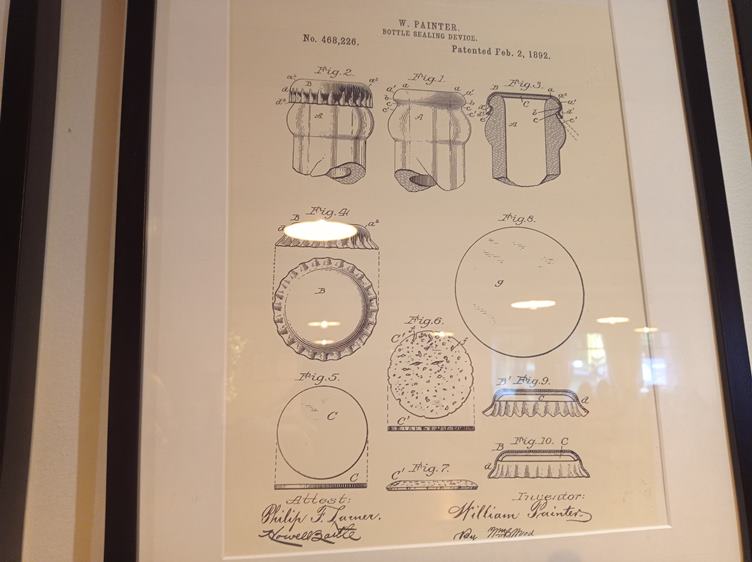 W. PAINTER.
BOTTLE SEALING DEVICE.
No. 468,226.
Patented Feb. 2, 1892.
Fig. 2. Fig. 1. Fig. 3.
Fig. 4.
Fig. 8.
B
g
Fig. 6.
Fig. 5.
C
Fig. 9.
Fig. 10.
Fig. 7.
Attest:
Inventor:
Philip F. Larner.
William Painter
Howell Bartle
By